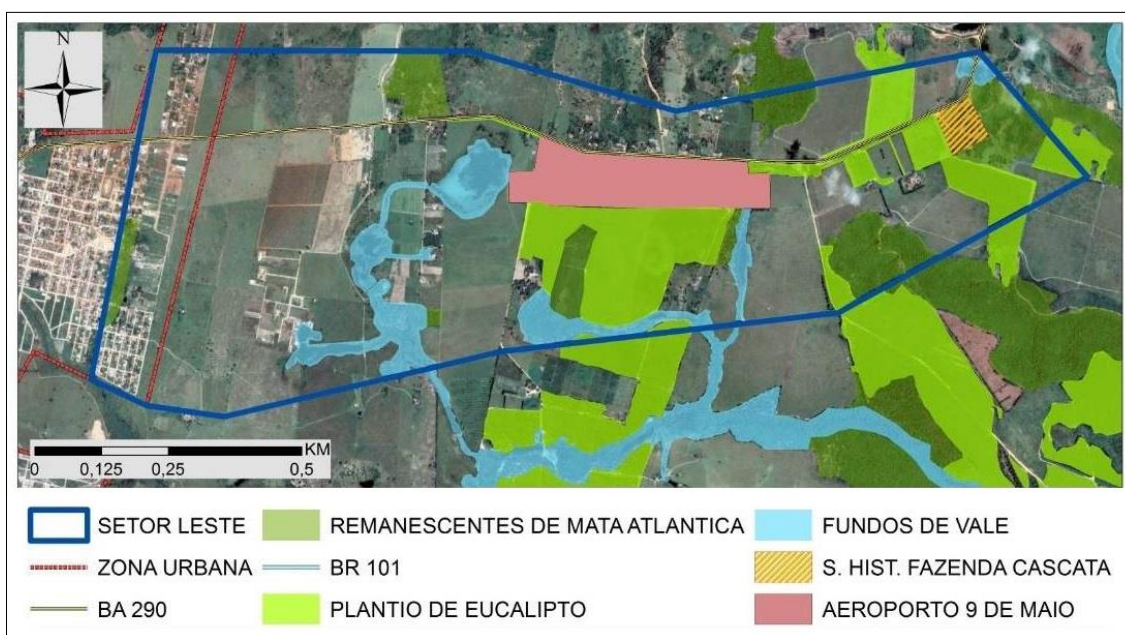 N
KM
0 0,125 0,25 0,5
SETOR LESTE REMANESCENTES DE MATA ATLANTICA FUNDOS DE VALE
ZONA URBANA BR 101 S. HIST. FAZENDA CASCATA
BA 290 PLANTIO DE EUCALIPTO AEROPORTO 9 DE MAIO